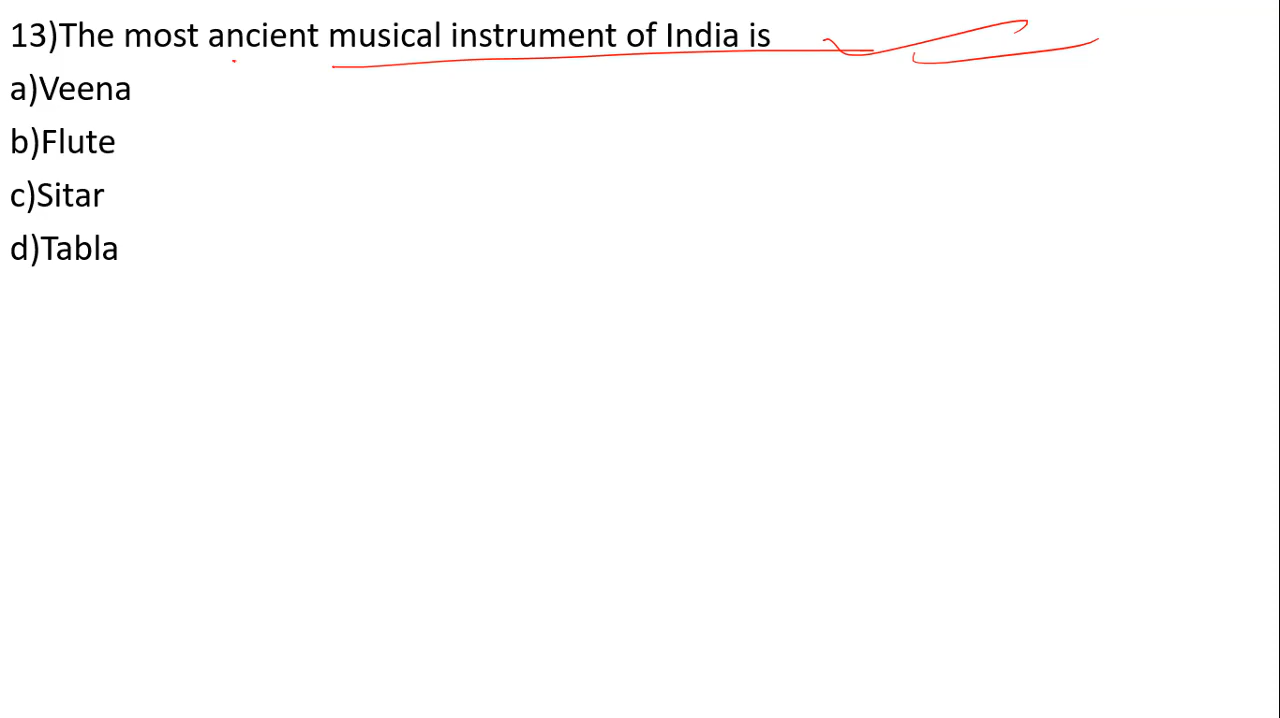 13)The most ancient musical instrument of India is
a)Veena
b)Flute
c)Sitar
d)Tabla